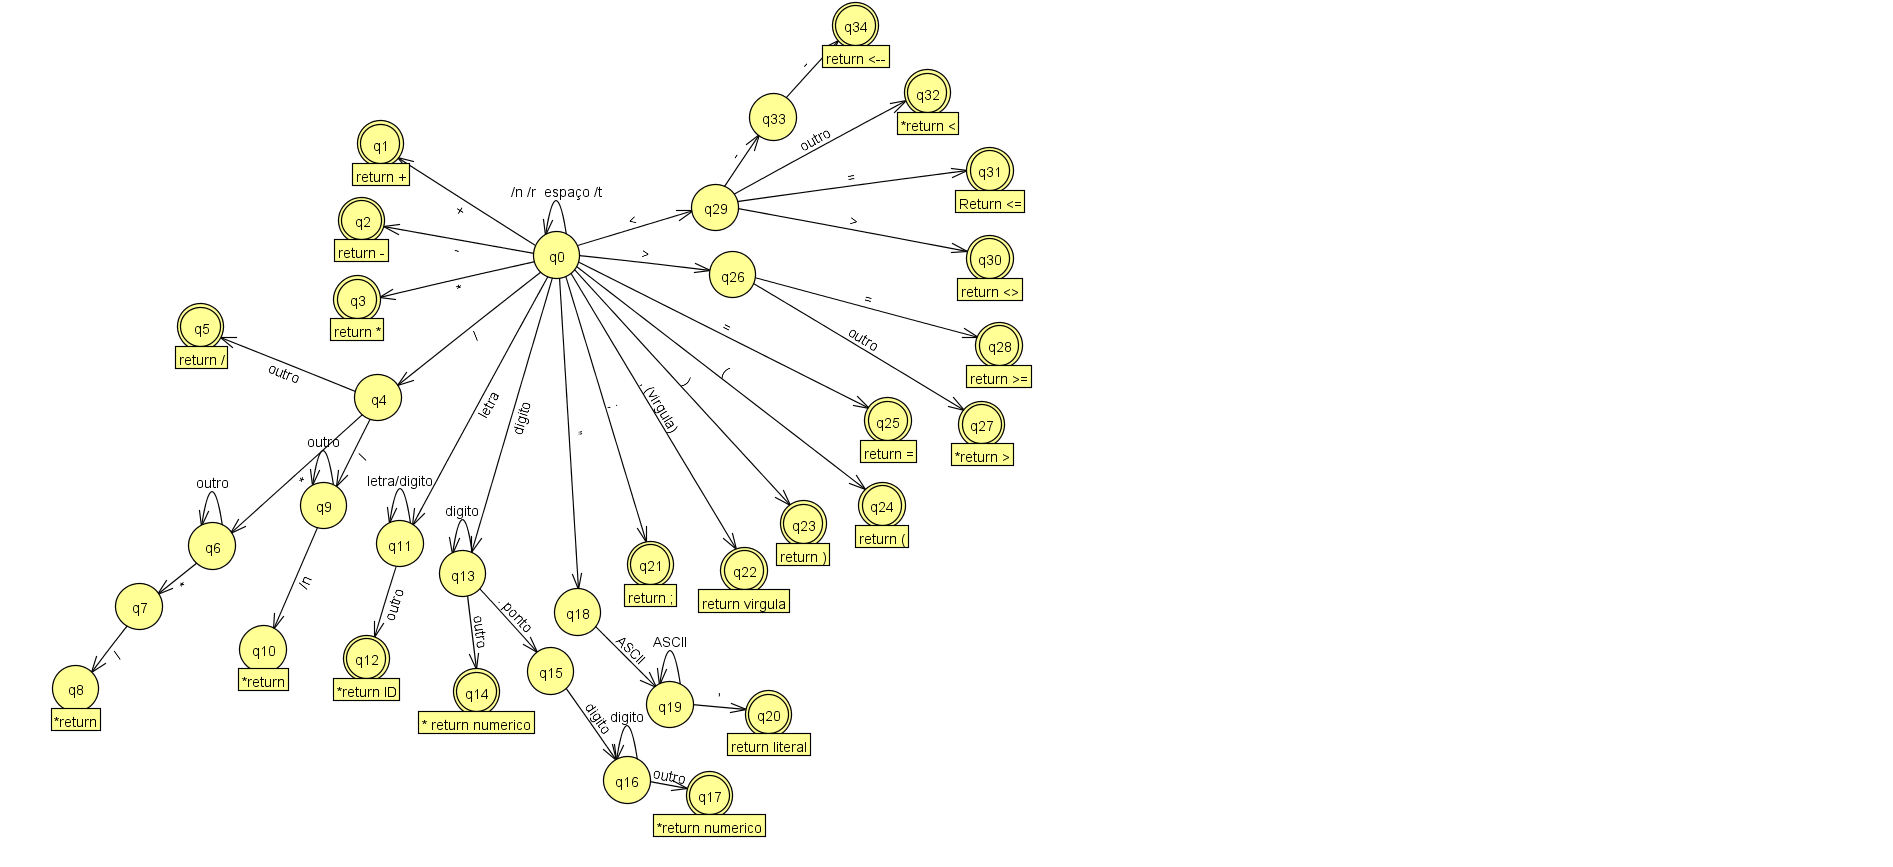 q34
return <--
-
q32
*return <
q33
outro
-
q1
return +
q31
Return <=
=
/n /r  espaço /t
q29
<
+
q2
return -
-
>
q30
return <>
q0
>
q26
q3
return *
*
=
q28
return >=
q5
return /
/
=
outro
outro
q4
letra
digito
)
(
, (virgula)
q25
return =
q27
*return >
outro
/
*
"
;
outro
letra/digito
digito
q9
q6
q11
q13
q24
return (
q23
return )
q21
return ;
q22
return virgula
*
/n
outro
q7
q18
. ponto
outro
/
q10
*return
q12
*return ID
ASCII
ASCII
q8
*return
q14
* return numerico
q15
q19
'
q20
return literal
digito
digito
q16
outro
q17
*return numerico